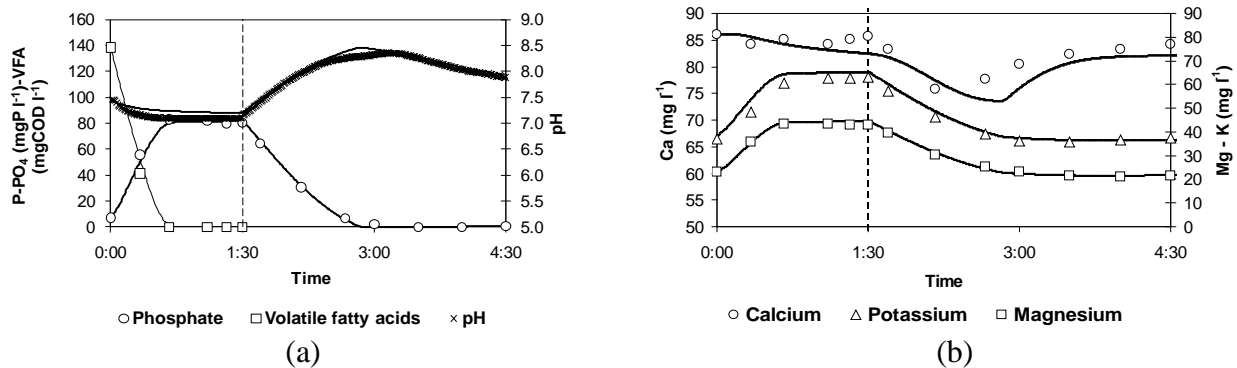 P-PO4 (mgP l-1)-VFA
(mgCOD l-1)
160
140
120
100
80
60
40
20
0
9.0
8.5
8.0
7.5
7.0
6.5
6.0
5.5
5.0
pH
0:00 1:30 3:00 4:30
Time
Phosphate Volatile fatty acids pH
(a)
Ca (mg l-1)
90
85
80
75
70
65
60
55
50
90
80
70
60
50
40
30
20
10
0
Mg - K (mg l-1)
0:00 1:30 3:00 4:30
Time
Calcium Potassium Magnesium
(b)